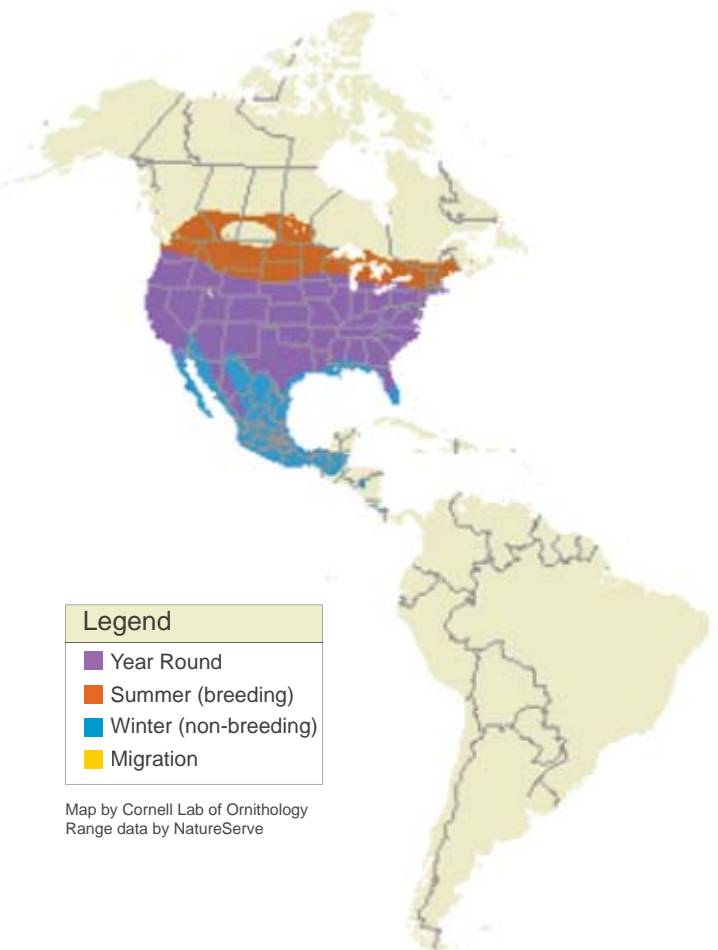 Legend
Year Round
Summer (breeding)
Winter (non-breeding)
Migration
Map by Cornell Lab of Ornithology
Range data by NatureServe